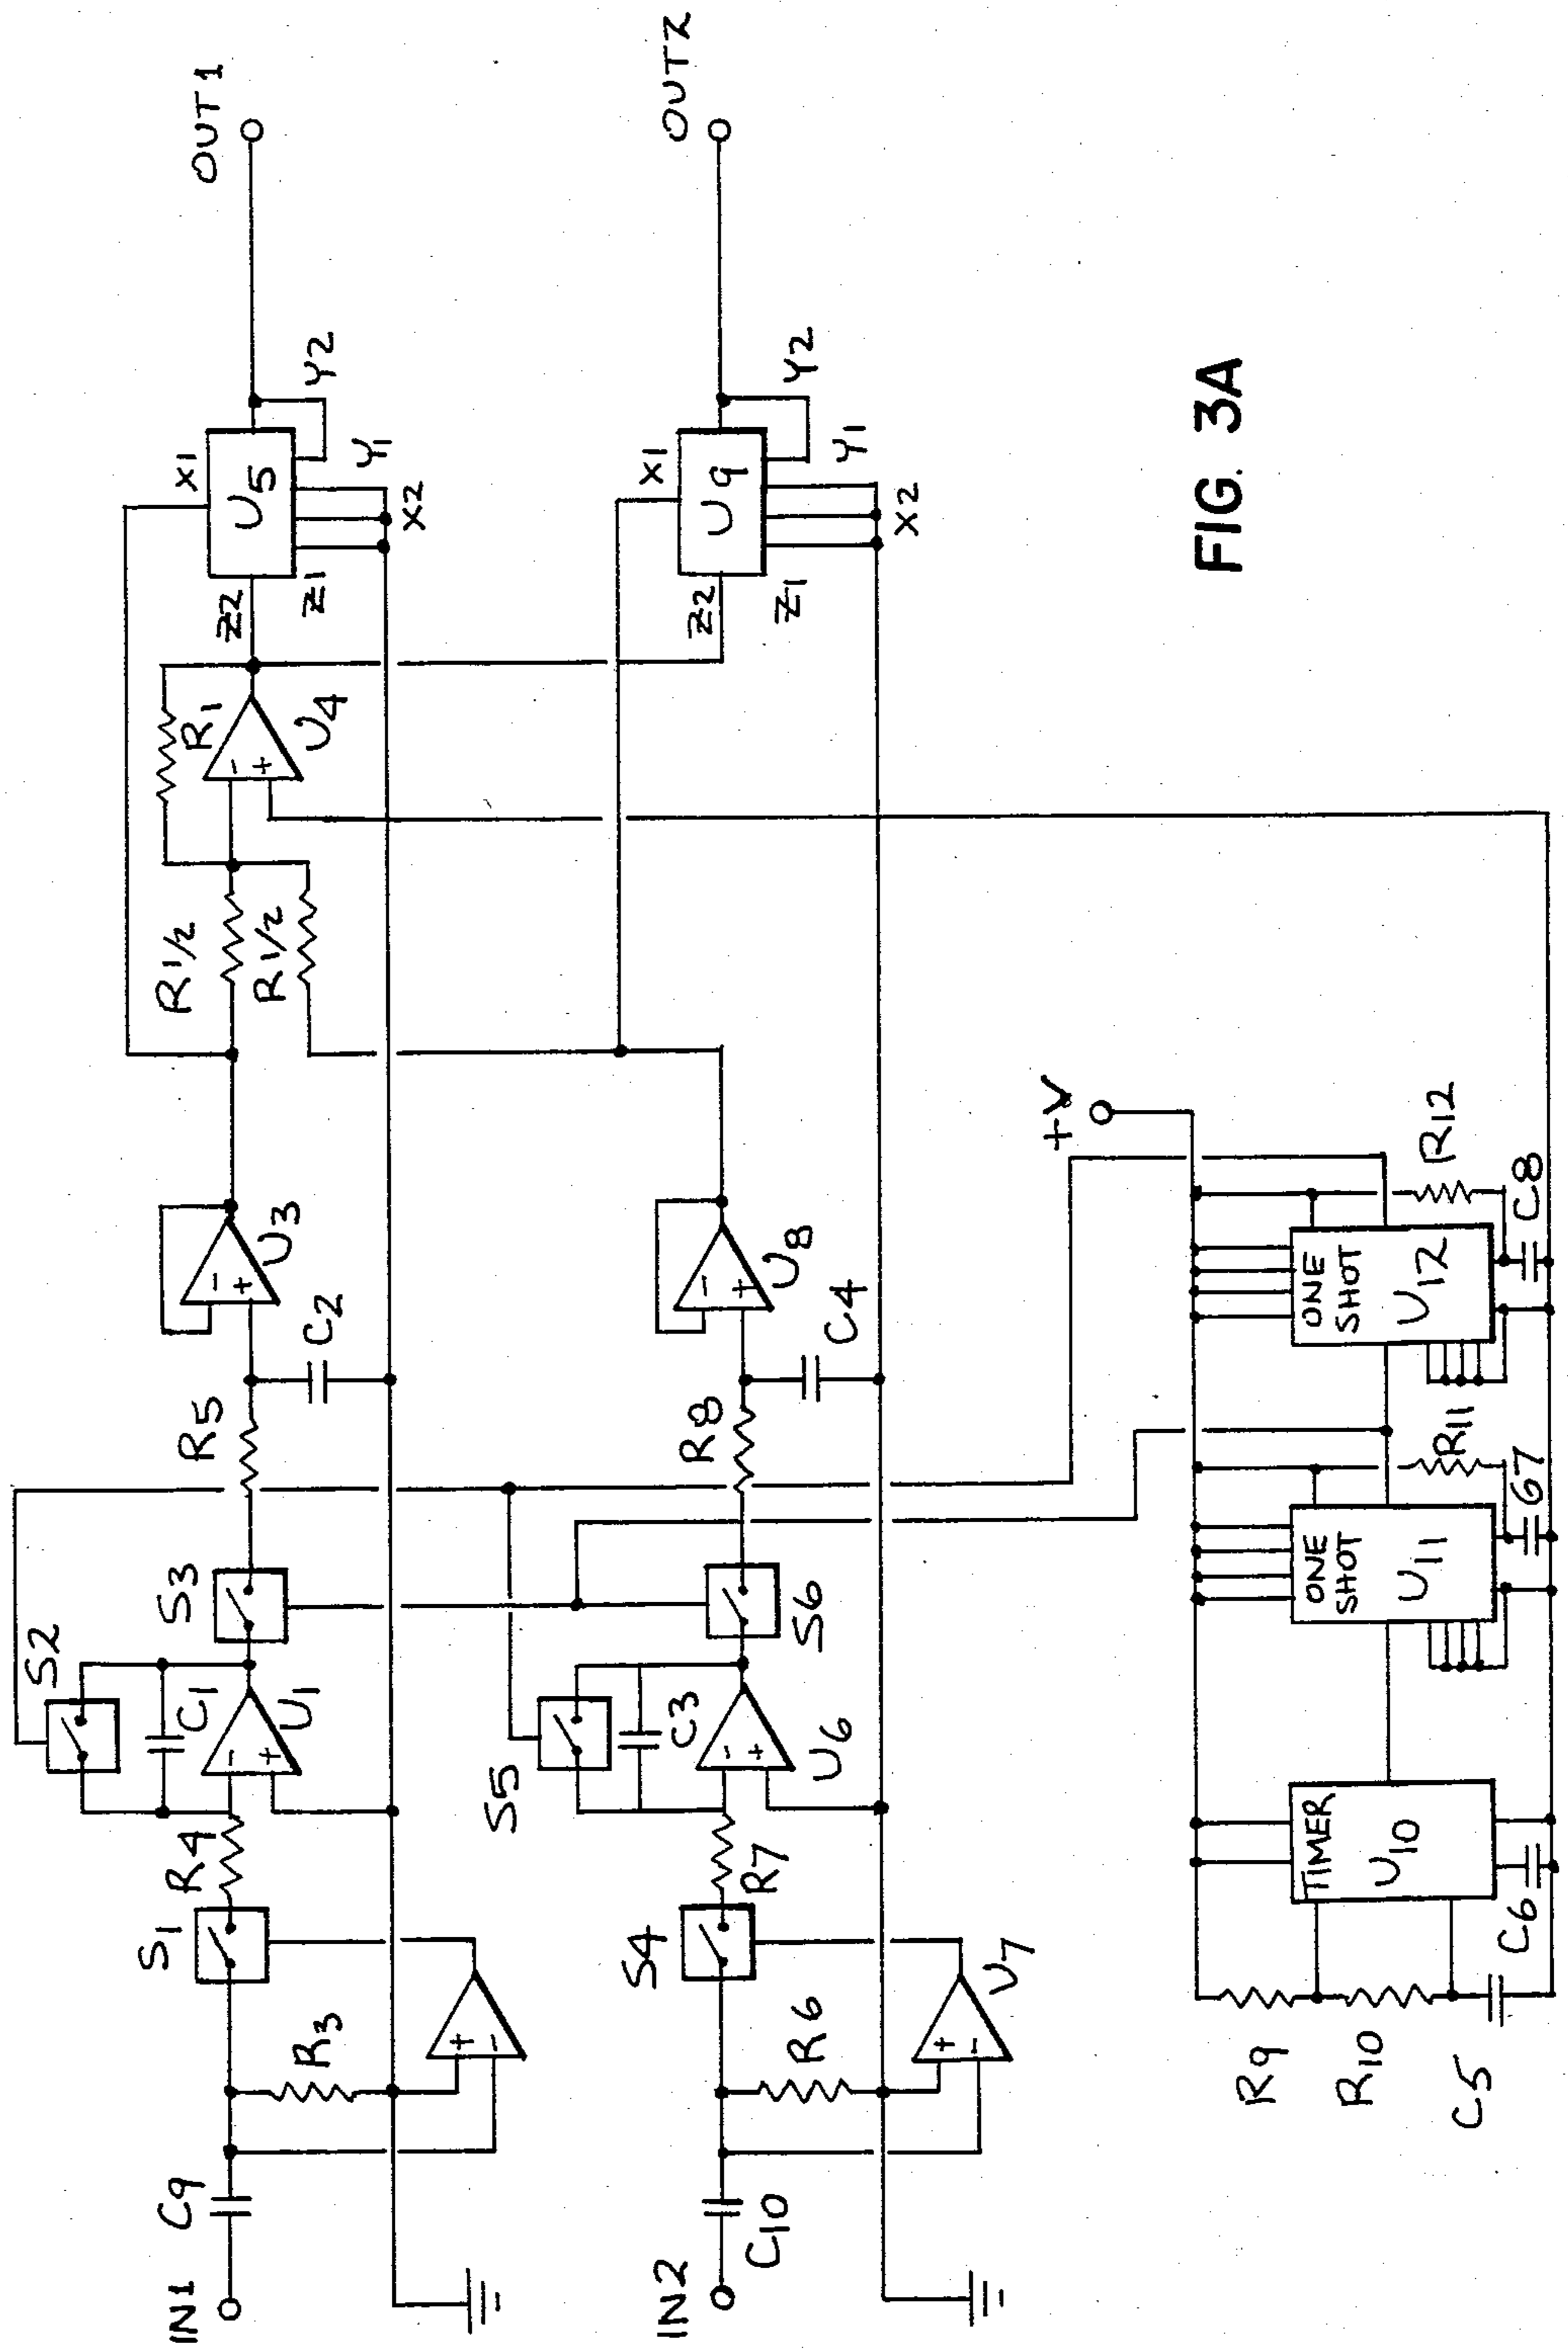 IN1
C9
R3
S1
R4
+
-
S2
C1
-
+
U1
S3
R5
C2
-
+
U3
R1/2
R1/2
R1
-
+
U4
Z2
Z1
U5
X1
X2
Y1
Y2
OUT1
IN2
C10
R6
S4
R7
+
-
U7
S5
C3
-
+
U6
S6
R8
C4
-
+
U8
Z2
Z1
U9
X1
X2
Y1
Y2
OUT2
R9
R10
C5
C6
TIMER
U10
ONE
SHOT
U11
R11
G7
ONE
SHOT
U12
R12
C8
+V
FIG. 3A